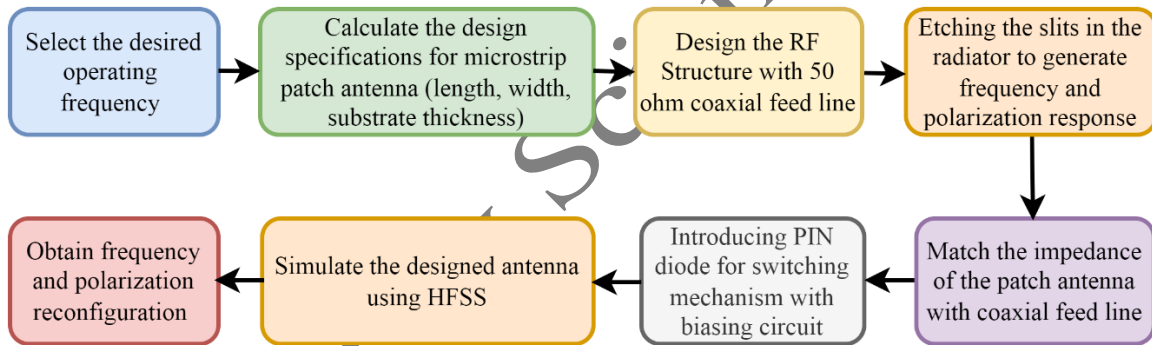 Select the desired
operating
frequency
Calculate the design
specifications for microstrip
patch antenna (length, width,
substrate thickness)
Design the RF
Structure with 50
ohm coaxial feed line
Etching the slits in the
radiator to generate
frequency and
polarization response
Match the impedance
of the patch antenna
with coaxial feed line
Introducing PIN
diode for switching
mechanism with
biasing circuit
Simulate the designed antenna
using HFSS
Obtain frequency
and polarization
reconfiguration